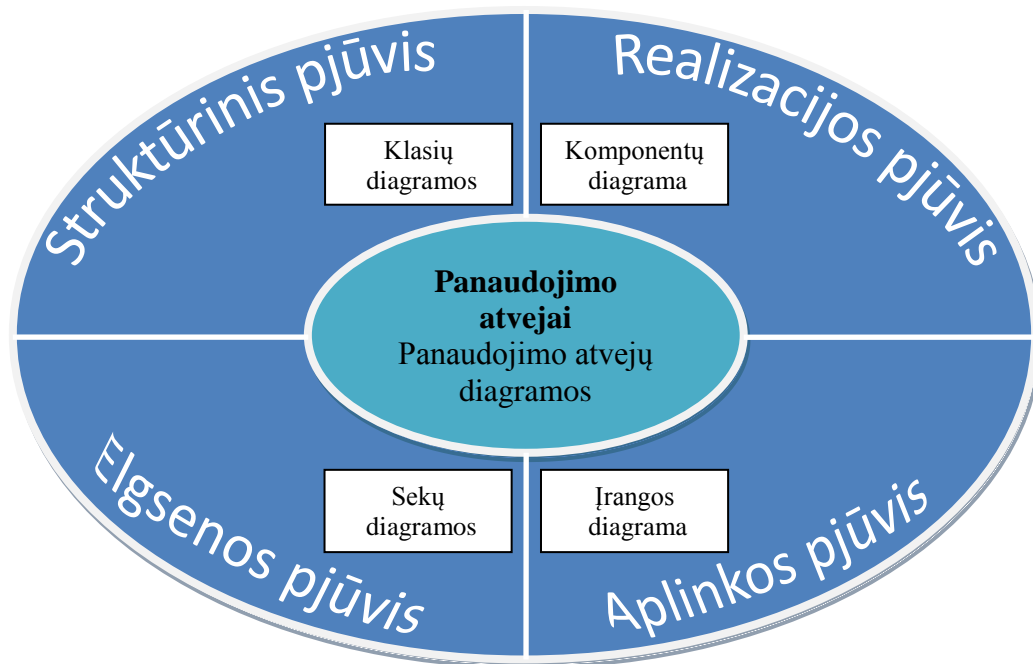 Struktūrinis pjūvis
Realizacijos pjūvis
Klasių
diagramos
Komponentų
diagrama
Panaudojimo
atvejai
Panaudojimo atvejų
diagramos
Sekų
diagramos
Įrangos
diagrama
Elgsenos pjūvis
Aplinkos pjūvis